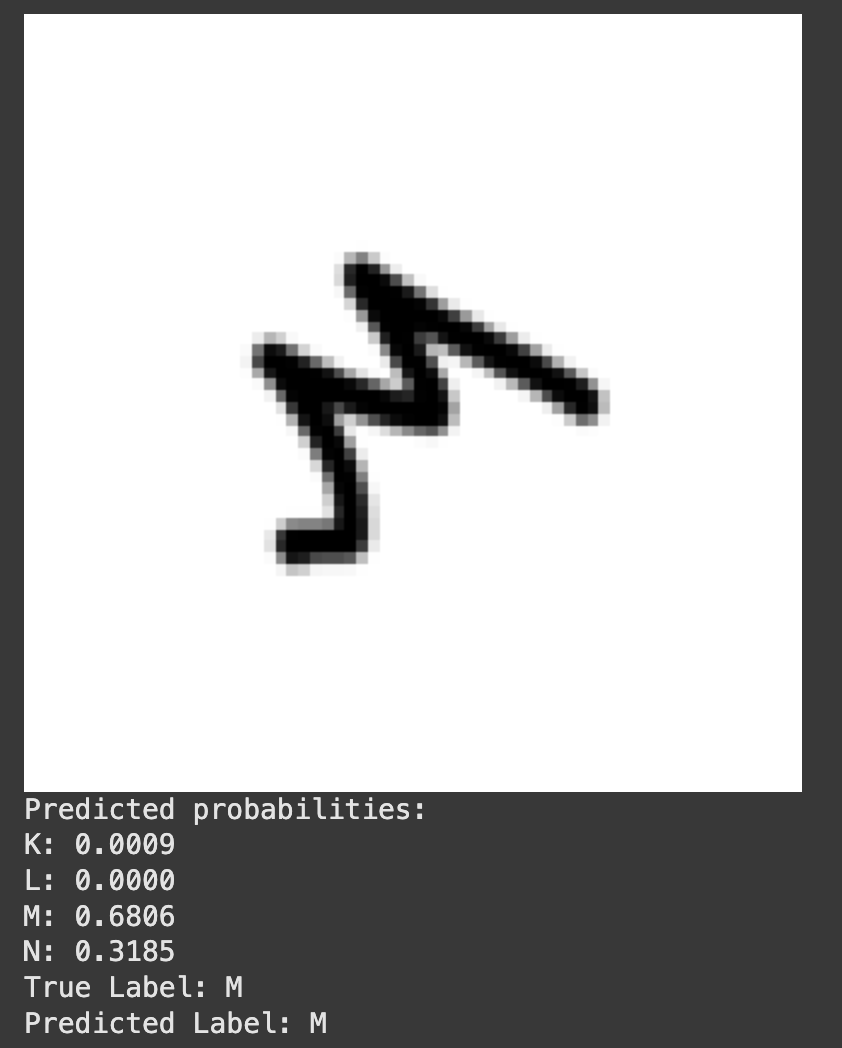 M
Predicted probabilities:
K: 0.0009
L: 0.0000
M: 0.6806
N: 0.3185
True Label: M
Predicted Label: M